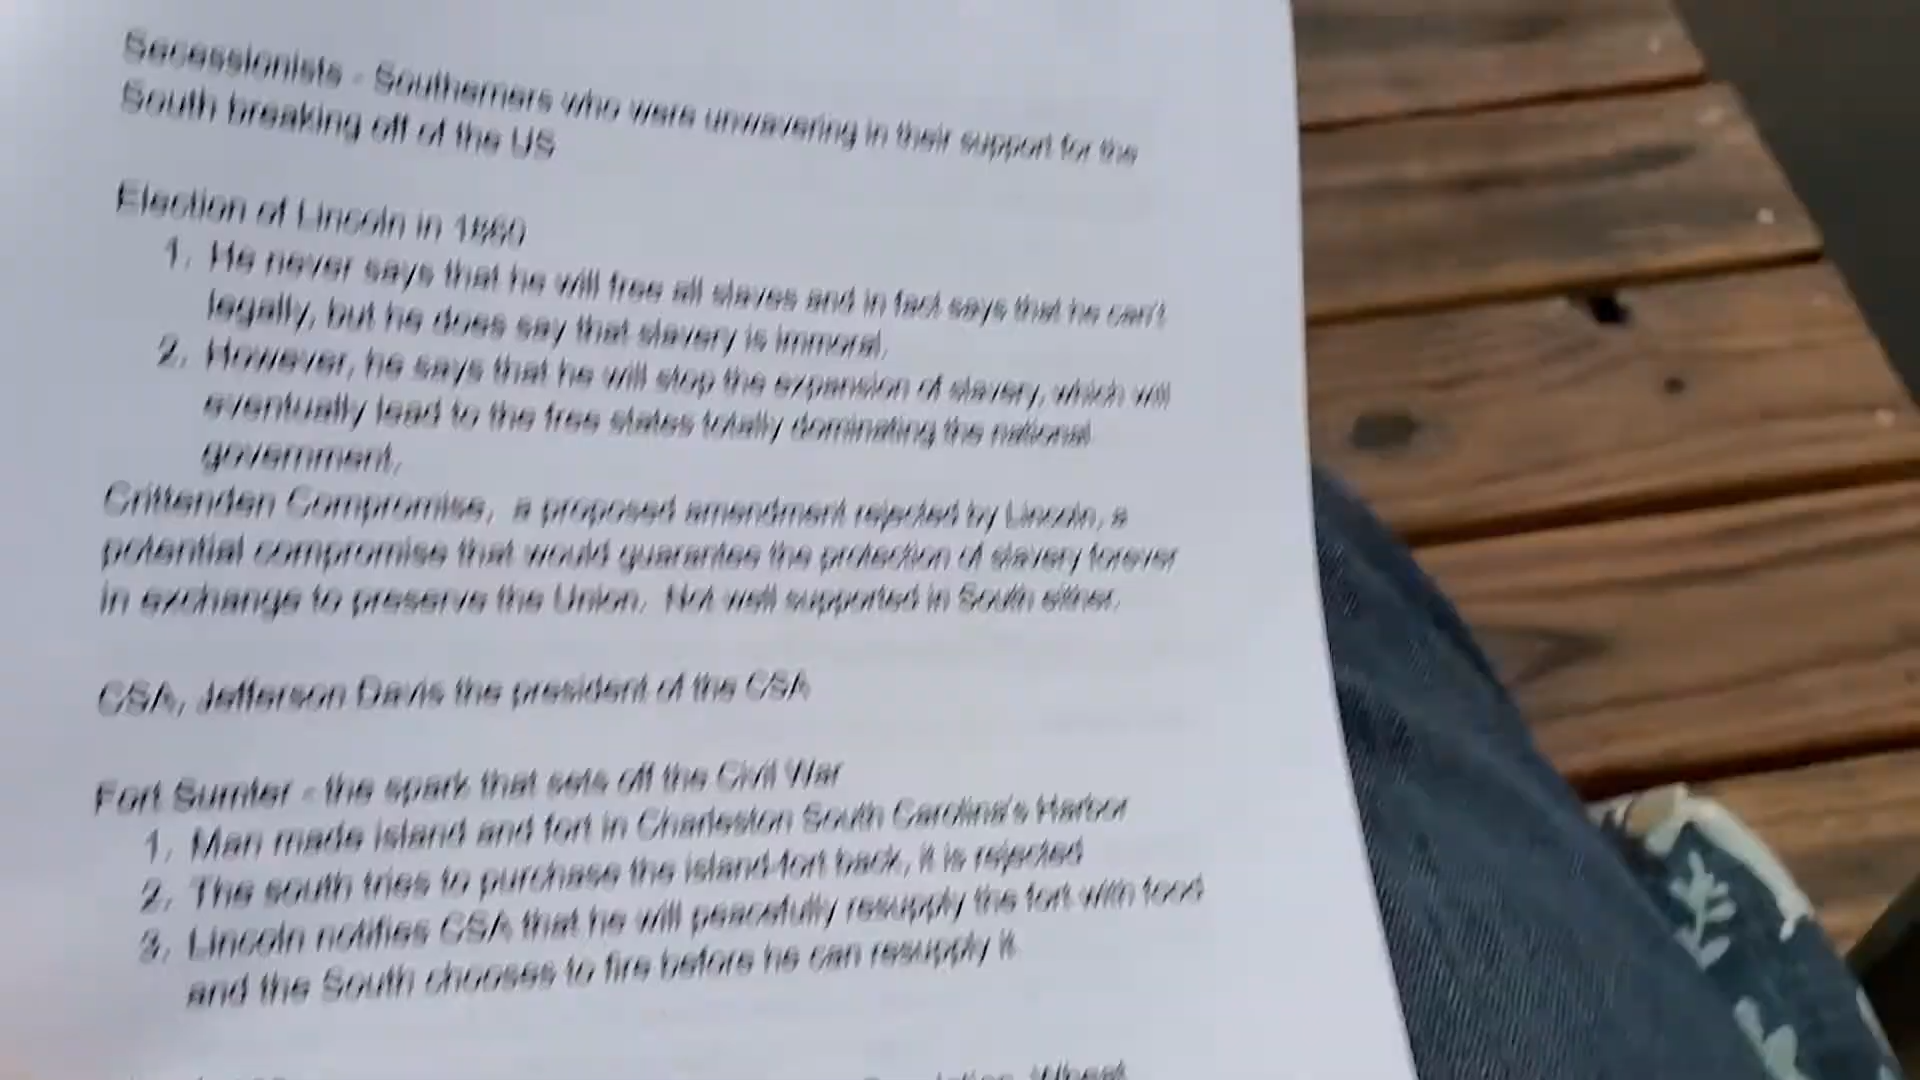 Secessionists - Southerners who were unwavering in their support for the
South breaking off of the US
Election of Lincoln in 1860
1. He never says that he will free all slaves and in fact says that he can't
legally, but he does say that slavery is immoral.
2. However, he says that he will stop the expansion of slavery, which will
eventually lead to the free states totally dominating the national
government.
Crittenden Compromise, a proposed amendment rejected by Lincoln, a
potential compromise that would guarantee the protection of slavery forever
in exchange to preserve the Union. Not well supported in South either.
CSA, Jefferson Davis the president of the CSA
Fort Sumter - the spark that sets off the Civil War
1. Man made island and fort in Charleston South Carolina's Harbor
2. The south tries to purchase the island-fort back, it is rejected
3. Lincoln notifies CSA that he will peacefully resupply the fort with food
and the South chooses to fire before he can resupply it